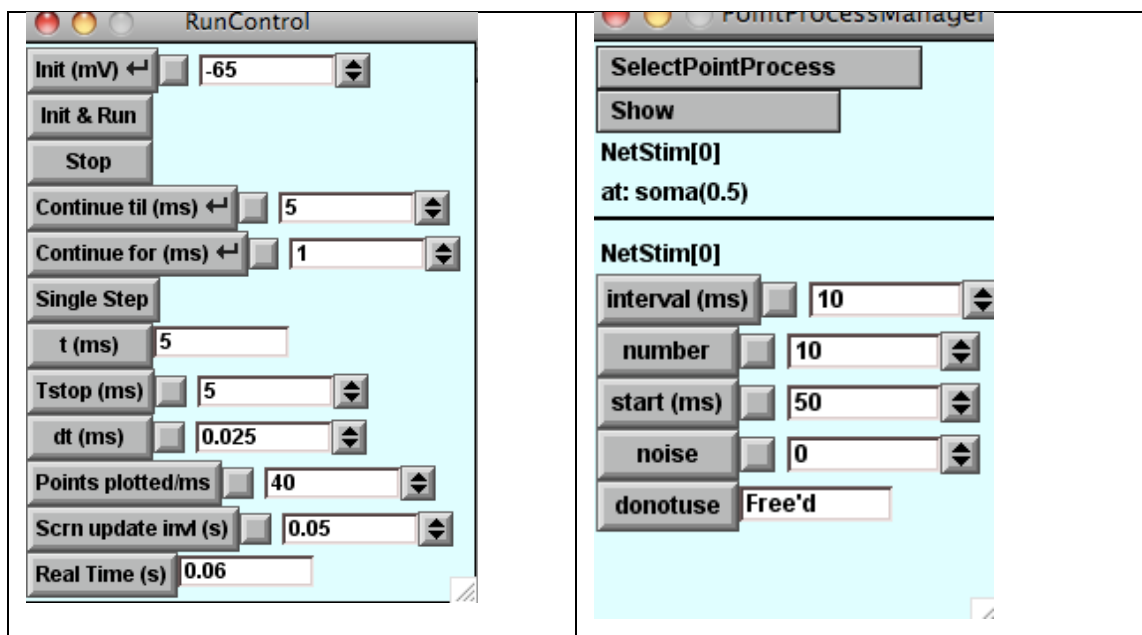 RunControl
Init (mV)
-65
Init & Run
Stop
Continue til (ms)
5
Continue for (ms)
1
Single Step
t (ms)
5
Tstop (ms)
5
dt (ms)
0.025
Points plotted/ms
40
Scrn update invl (s)
0.05
Real Time (s)
0.06
PointProcessManager
SelectPointProcess
Show
NetStim[0]
at: soma(0.5)
NetStim[0]
interval (ms)
10
number
10
start (ms)
50
noise
0
donotuse
Free'd